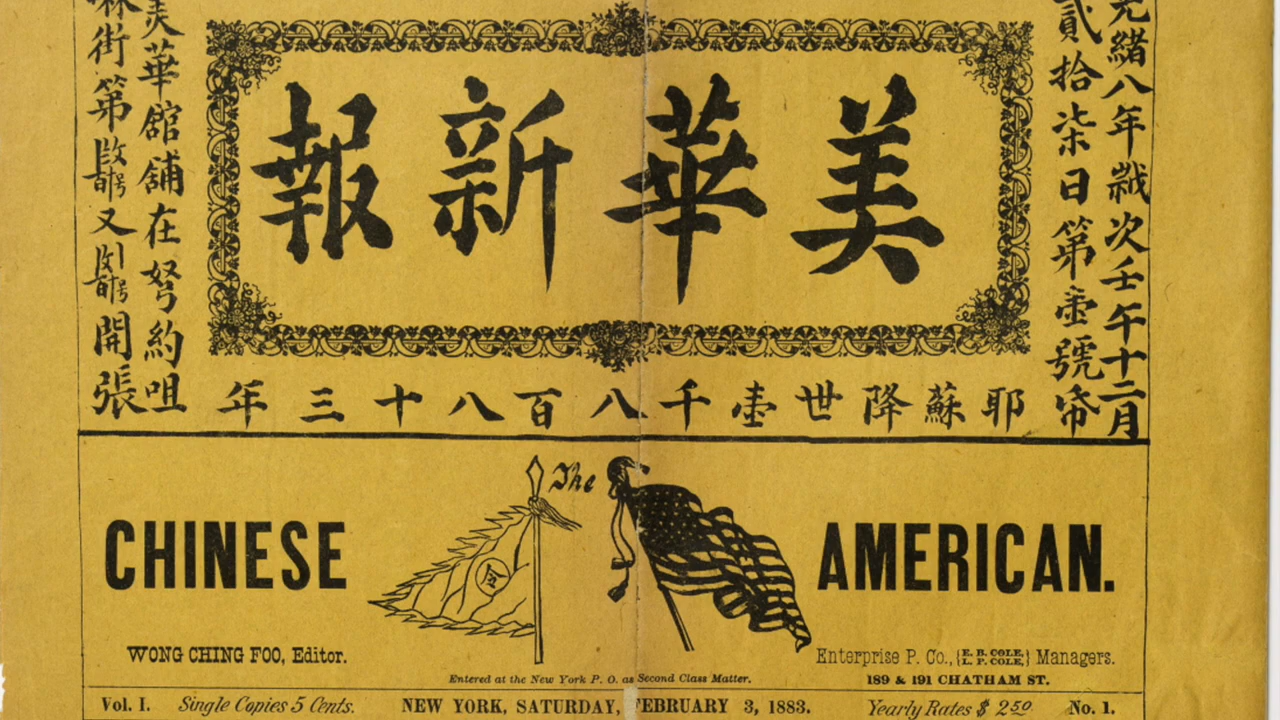 光緒八年歲次壬午十二月
貳拾柒日第壹號帋
美華新報
耶蘇降世壹千八百八十三年
美華舘舖在弩約咀
街第 又 開張
The
CHINESE AMERICAN.
WONG CHING FOO, Editor.
Enterprise P. Co., {E. B. COLE, L. P. COLE,} Managers.
189 & 191 CHATHAM ST.
Entered at the New York P. O. as Second Class Matter.
Vol. I. Single Copies 5 Cents. NEW YORK, SATURDAY, FEBRUARY 3, 1883. Yearly Rates $ 2.50 No. 1.